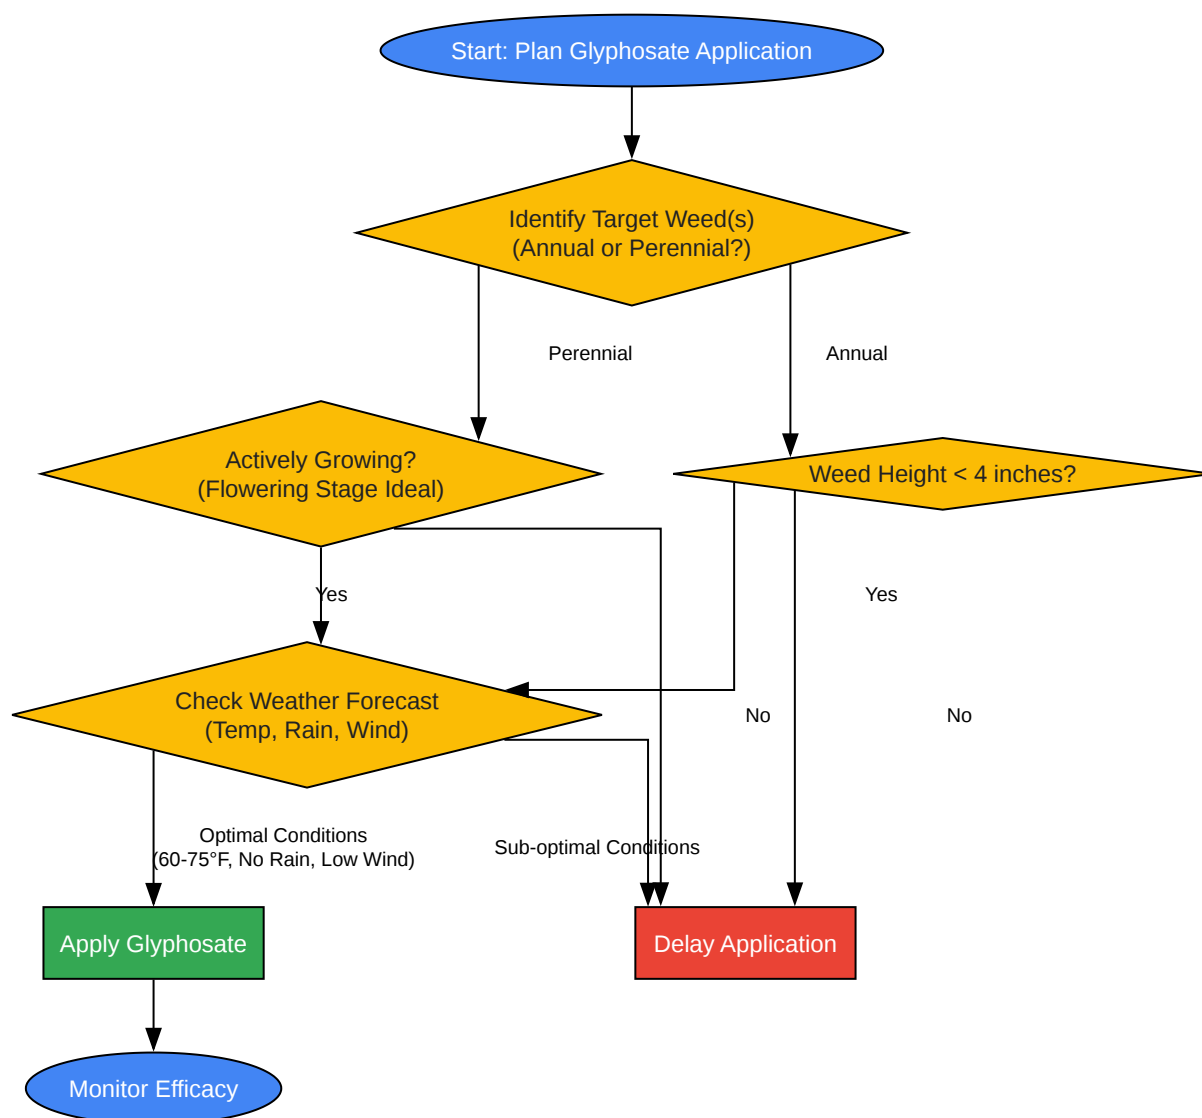 Start: Plan Glyphosate Application
Identify Target Weed(s)
(Annual or Perennial?)
Perennial
Annual
Actively Growing?
(Flowering Stage Ideal)
Weed Height < 4 inches?
Yes
Yes
Check Weather Forecast
(Temp, Rain, Wind)
No
No
Optimal Conditions
(60-75°F, No Rain, Low Wind)
Sub-optimal Conditions
Apply Glyphosate
Delay Application
Monitor Efficacy